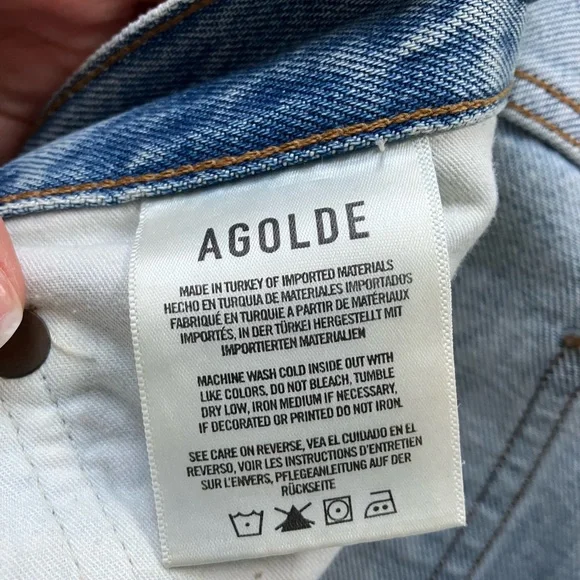 AGOLDE
MADE IN TURKEY OF IMPORTED MATERIALS
HECHO EN TURQUIA DE MATERIALES IMPORTADOS
FABRIQUÉ EN TURQUIE A PARTIR DE MATÉRIAUX
IMPORTÉS, IN DER TÜRKEI HERGESTELLT MIT
IMPORTIERTEN MATERIALIEM
MACHINE WASH COLD INSIDE OUT WITH
LIKE COLORS, DO NOT BLEACH, TUMBLE
DRY LOW, IRON MEDIUM IF NECESSARY.
IF DECORATED OR PRINTED DO NOT IRON.
SEE CARE ON REVERSE, VEA EL CUIDADO EN EL
REVERSO, VOIR LES INSTRUCTIONS D'ENTRETIEN
SUR L'ENVERS, PFLEGEANLEITUNG AUF DER
RÜCKSEITE